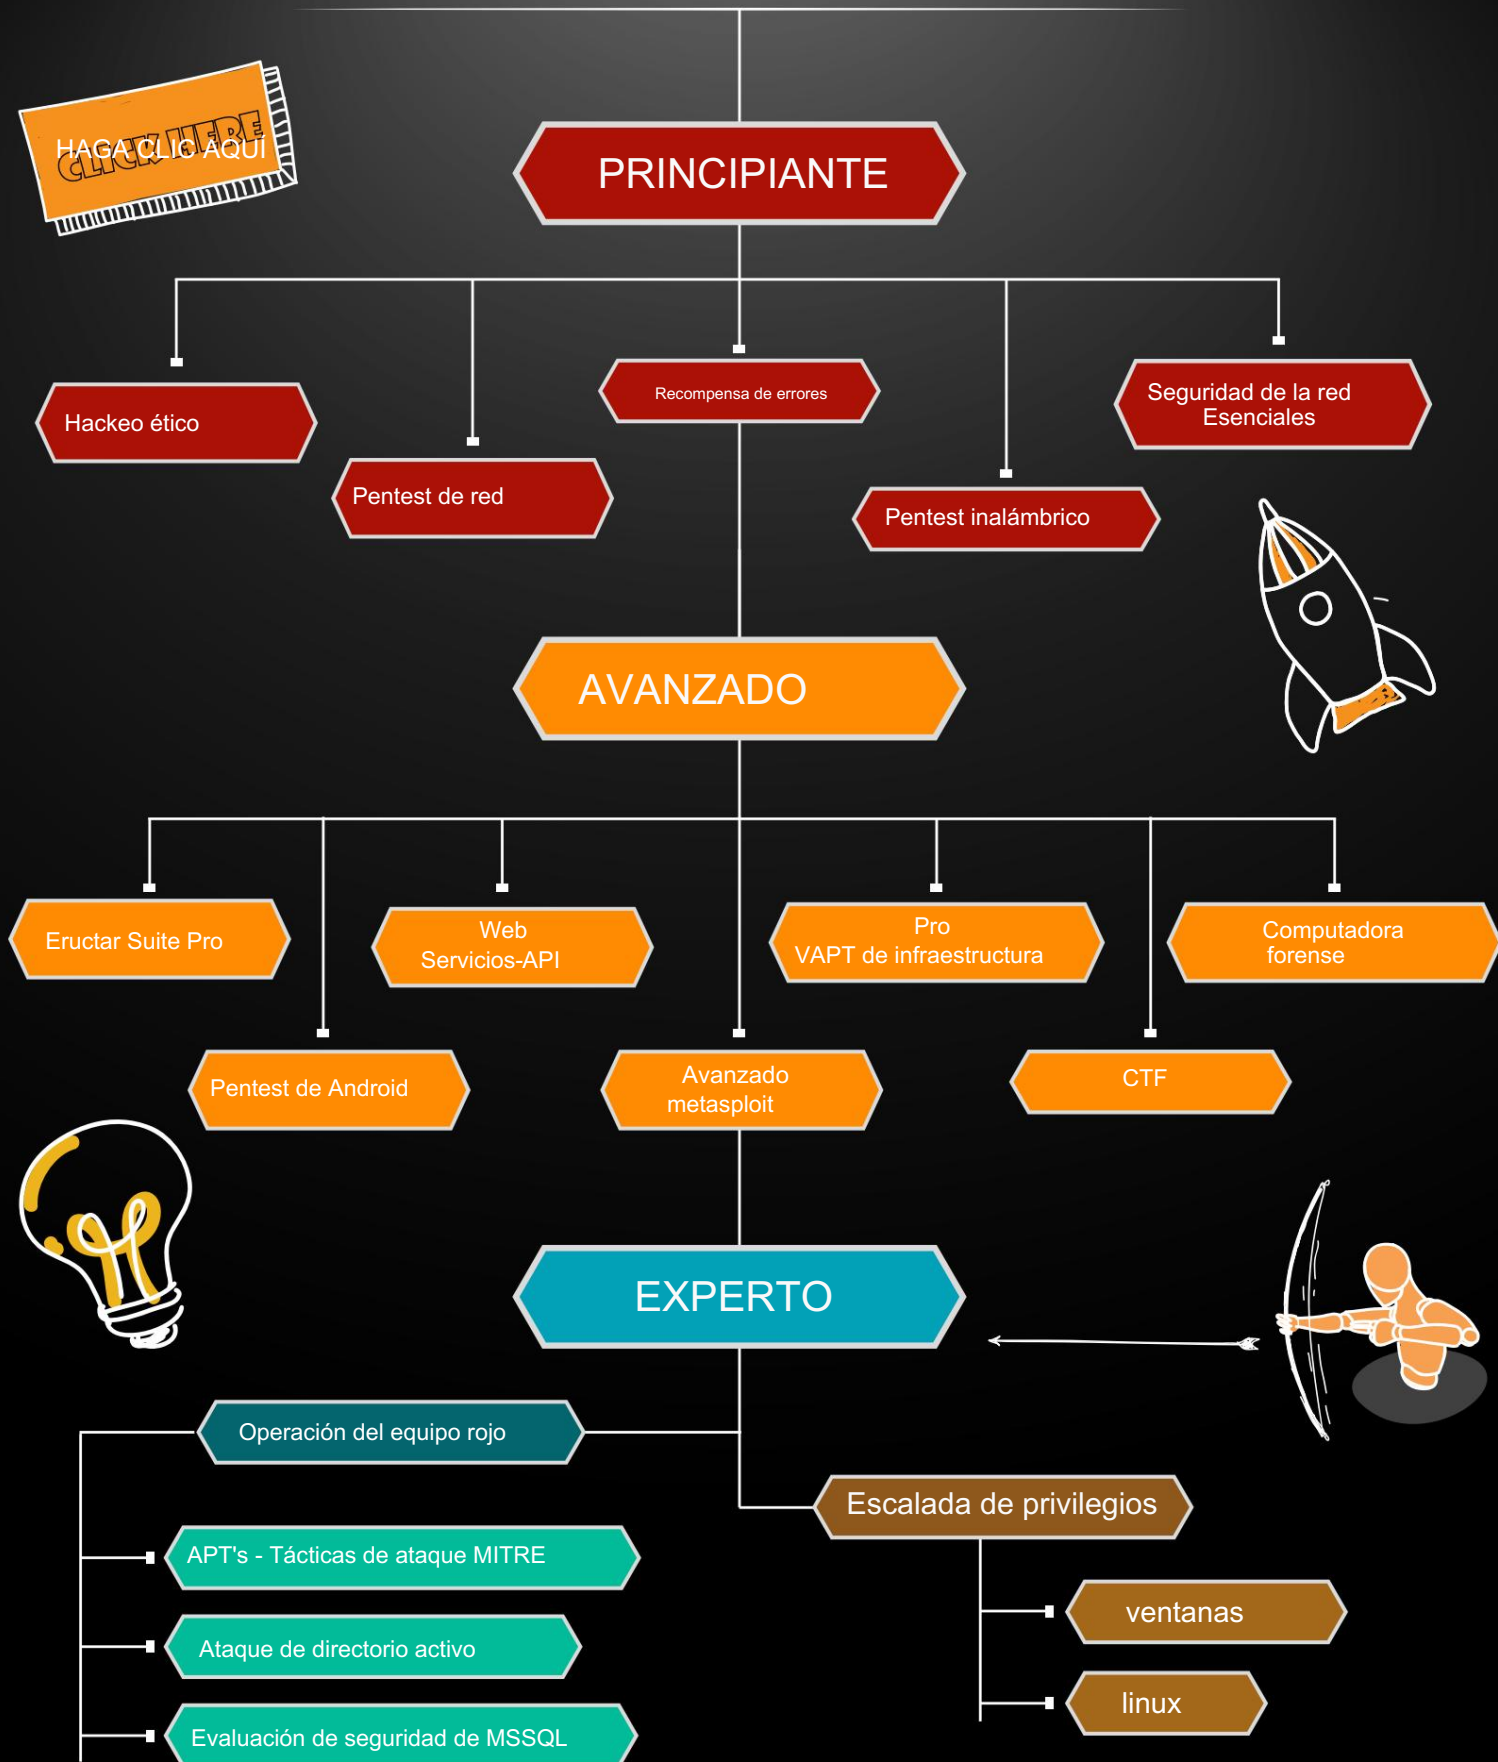 HAGA CLIC AQUÍ
CLICK HERE
PRINCIPIANTE
Hackeo ético
Pentest de red
Recompensa de errores
Pentest inalámbrico
Seguridad de la red
Esenciales
AVANZADO
Eructar Suite Pro
Pentest de Android
Web
Servicios-API
Avanzado
metasploit
Pro
VAPT de infraestructura
CTF
Computadora
forense
EXPERTO
Operación del equipo rojo
APT's - Tácticas de ataque MITRE
Ataque de directorio activo
Evaluación de seguridad de MSSQL
Escalada de privilegios
ventanas
linux